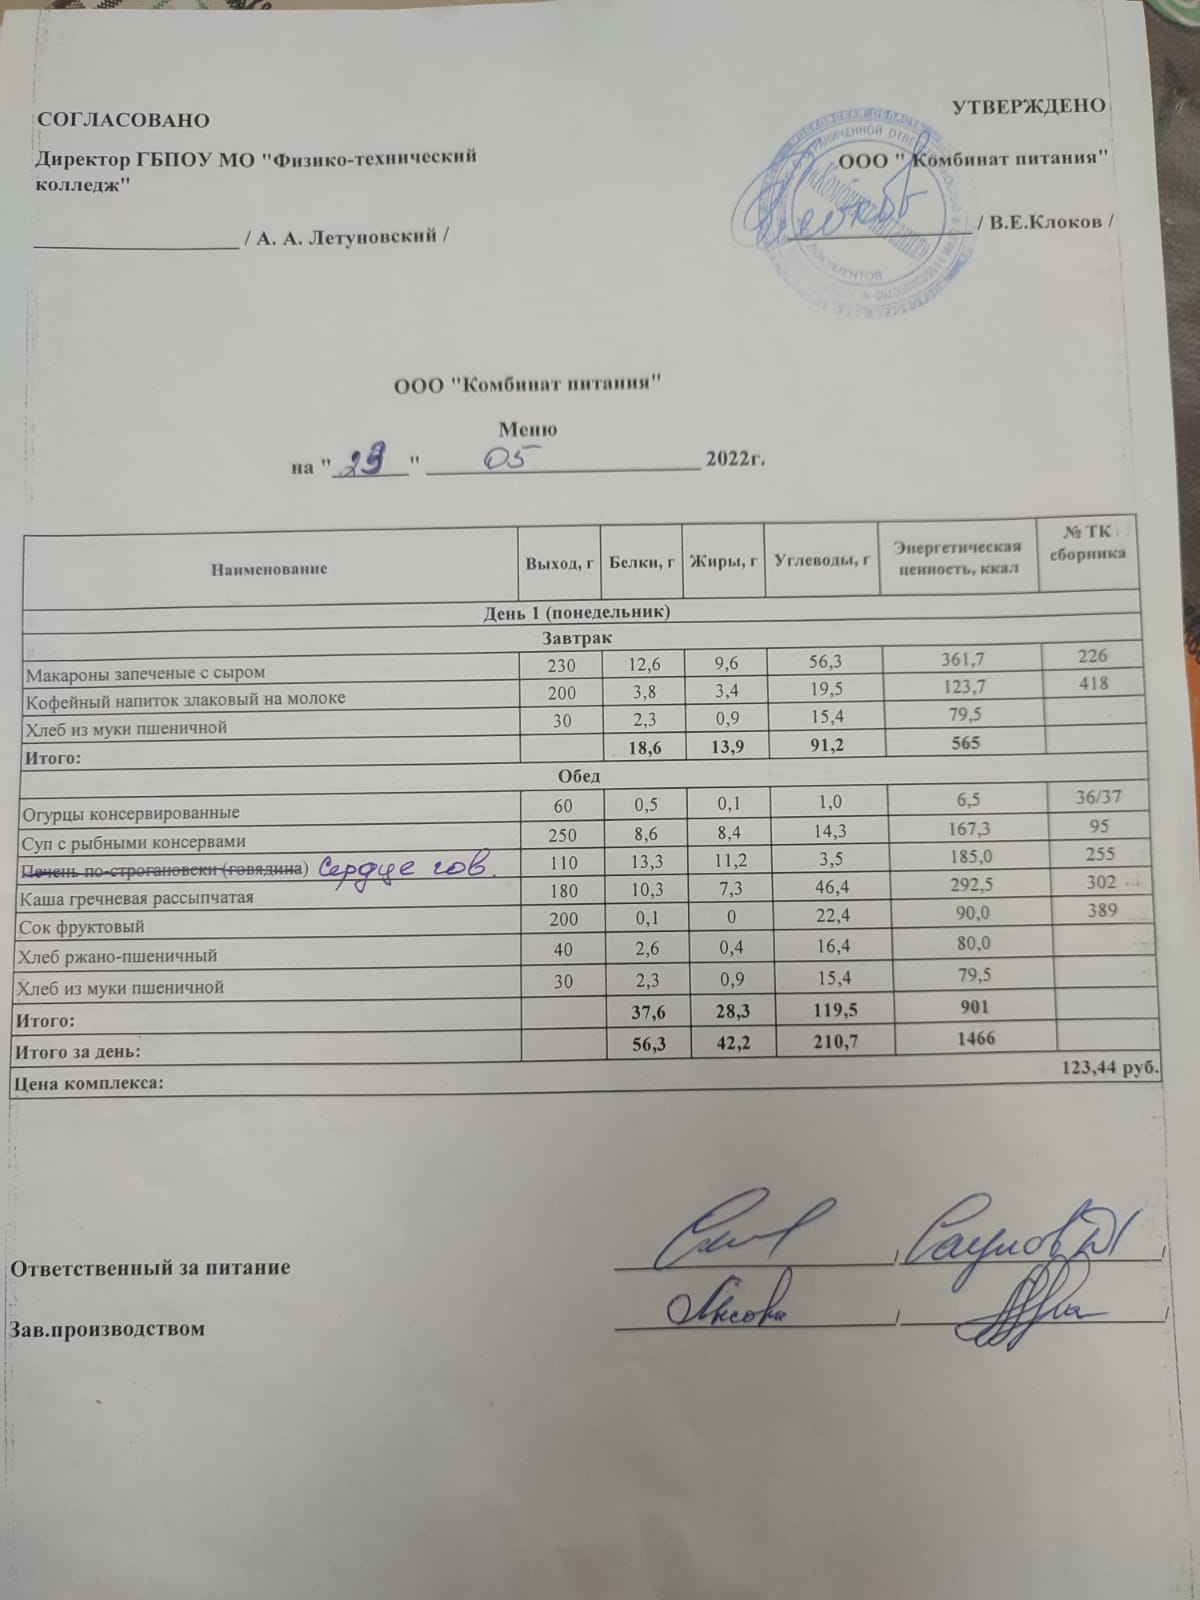 СОГЛАСОВАНО
УТВЕРЖДЕНО
Директор ГБПОУ МО "Физико-технический
колледж"
ООО " Комбинат питания"
/ А. А. Летуновский /
/ В.Е.Клоков /
ООО "Комбинат питания"
Меню
на " 23 " 05 2022г.
Наименование Выход, г Белки, г Жиры, г Углеводы, г Энергетическая ценность, ккал № ТК сборника
День 1 (понедельник)
Завтрак
Макароны запеченые с сыром 230 12,6 9,6 56,3 361,7 226
Кофейный напиток злаковый на молоке 200 3,8 3,4 19,5 123,7 418
Хлеб из муки пшеничной 30 2,3 0,9 15,4 79,5
Итого: 18,6 13,9 91,2 565
Обед
Огурцы консервированные 60 0,5 0,1 1,0 6,5 36/37
Суп с рыбными консервами 250 8,6 8,4 14,3 167,3 95
Печень по-строгановски (говядина) Сердце гов. 110 13,3 11,2 3,5 185,0 255
Каша гречневая рассыпчатая 180 10,3 7,3 46,4 292,5 302
Сок фруктовый 200 0,1 0 22,4 90,0 389
Хлеб ржано-пшеничный 40 2,6 0,4 16,4 80,0
Хлеб из муки пшеничной 30 2,3 0,9 15,4 79,5
Итого: 37,6 28,3 119,5 901
Итого за день: 56,3 42,2 210,7 1466
Цена комплекса: 123,44 руб.
Ответственный за питание
Зав.производством